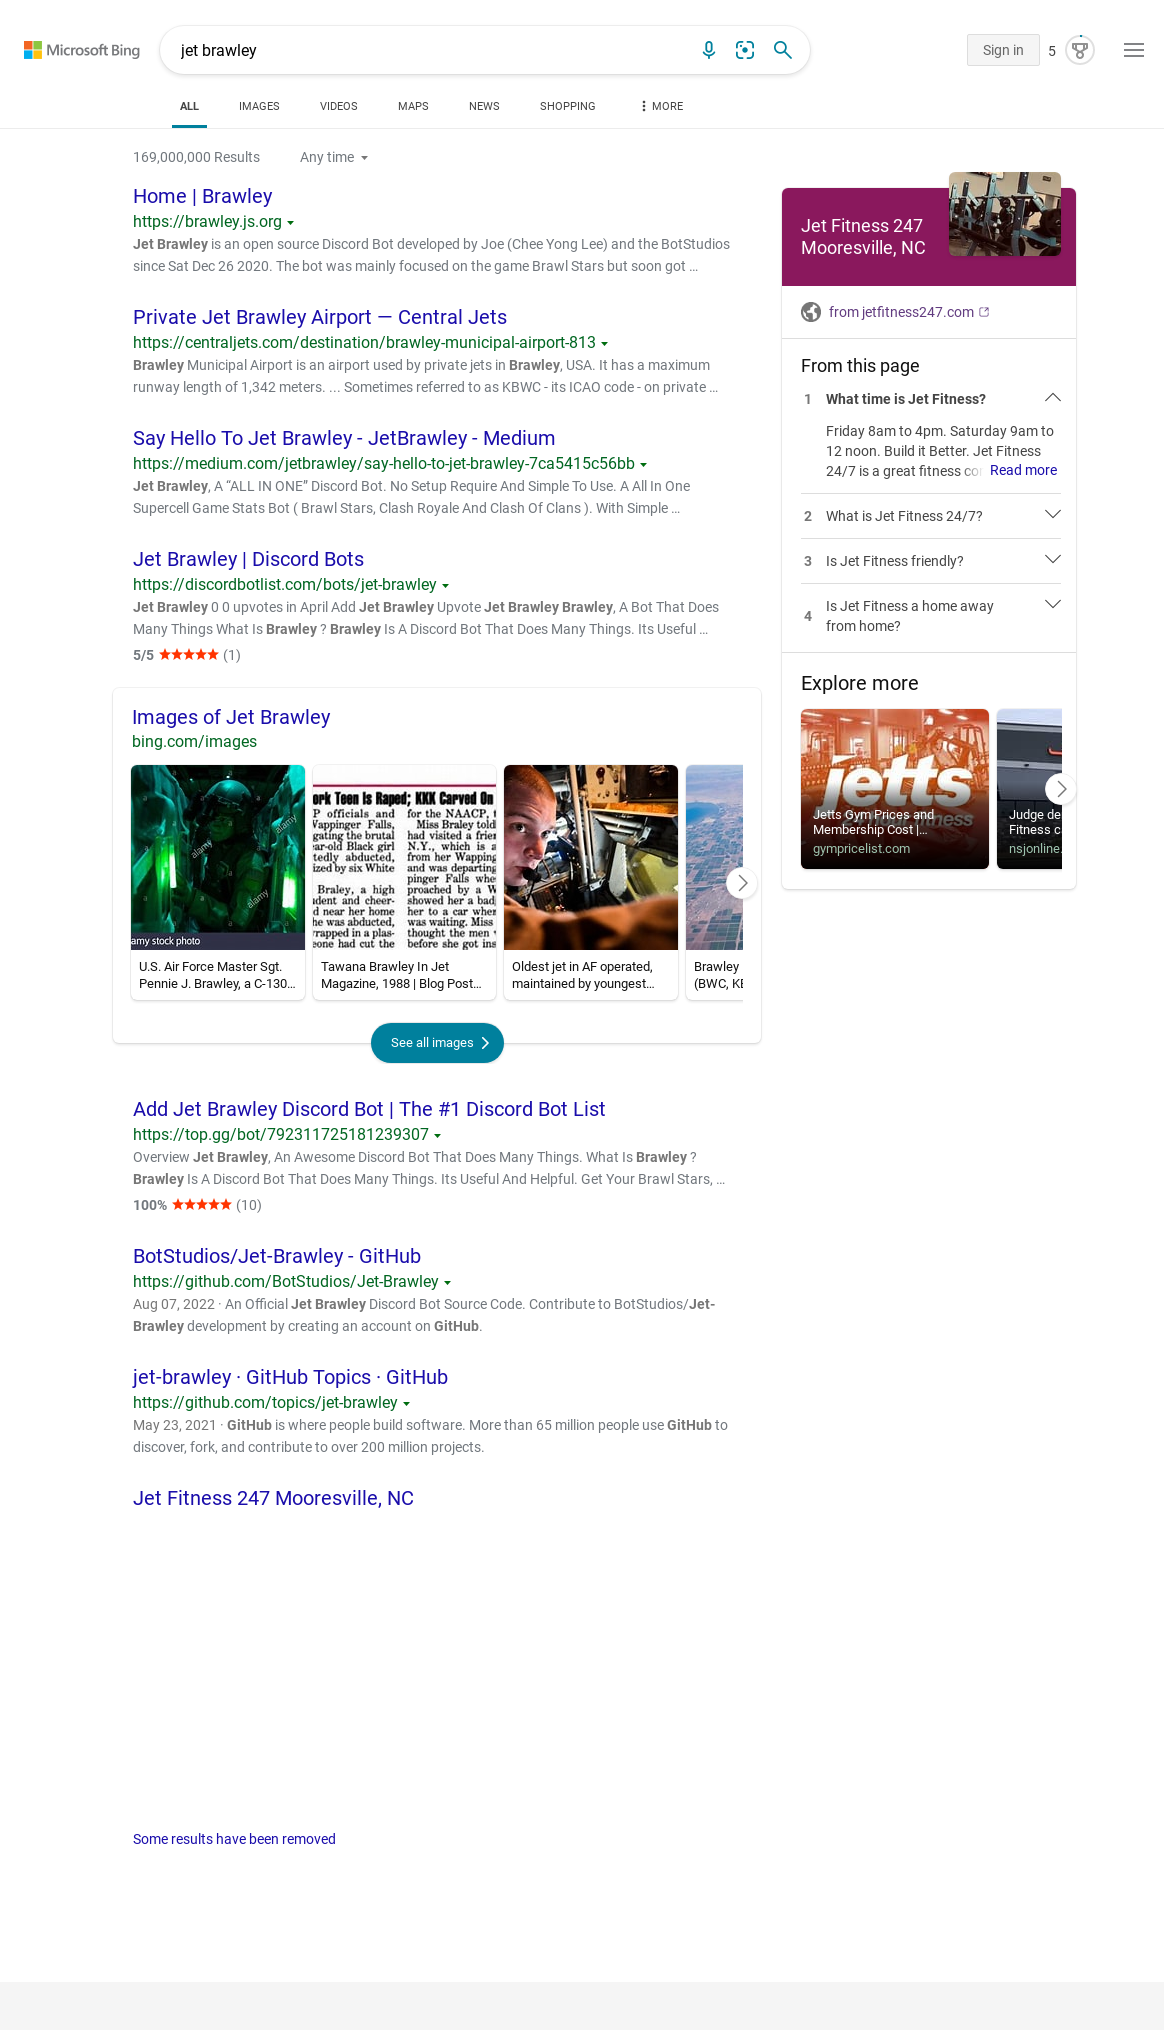 Microsoft Bing
jet brawley
Sign in
5
ALL
IMAGES
VIDEOS
MAPS
NEWS
SHOPPING
MORE
169,000,000 Results
Any time
Home | Brawley
https://brawley.js.org
Jet Brawley is an open source Discord Bot developed by Joe (Chee Yong Lee) and the BotStudios
since Sat Dec 26 2020. The bot was mainly focused on the game Brawl Stars but soon got …
Private Jet Brawley Airport — Central Jets
https://centraljets.com/destination/brawley-municipal-airport-813
Brawley Municipal Airport is an airport used by private jets in Brawley, USA. It has a maximum
runway length of 1,342 meters. ... Sometimes referred to as KBWC - its ICAO code - on private …
Say Hello To Jet Brawley - JetBrawley - Medium
https://medium.com/jetbrawley/say-hello-to-jet-brawley-7ca5415c56bb
Jet Brawley, A “ALL IN ONE” Discord Bot. No Setup Require And Simple To Use. A All In One
Supercell Game Stats Bot ( Brawl Stars, Clash Royale And Clash Of Clans ). With Simple …
Jet Brawley | Discord Bots
https://discordbotlist.com/bots/jet-brawley
Jet Brawley 0 0 upvotes in April Add Jet Brawley Upvote Jet Brawley Brawley, A Bot That Does
Many Things What Is Brawley ? Brawley Is A Discord Bot That Does Many Things. Its Useful …
5/5 ★★★★★ (1)
Images of Jet Brawley
bing.com/images
a
alamy
alamy
alamy
amy stock photo
ork Teen Is Raped; KKK Carved On
P officials and
Wappinger Falls,
gating the brutal
ear-old Black girl
tedly abducted,
ized by six White
Braley, a high
udent and cheer-
d near her home
he was abducted,
wrapped in a plas-
eone had cut the
for the NAACP, t
Miss Braley told
had visited a frien
N.Y., which is a
from her Wapping
and was departing
pinger Falls whe
proached by a W
showed her a badg
her to a car wher
was waiting. Miss
thought the men
before she got ins
U.S. Air Force Master Sgt.
Pennie J. Brawley, a C-130…
Tawana Brawley In Jet
Magazine, 1988 | Blog Post…
Oldest jet in AF operated,
maintained by youngest…
Brawley
(BWC, KE
See all images
Add Jet Brawley Discord Bot | The #1 Discord Bot List
https://top.gg/bot/792311725181239307
Overview Jet Brawley, An Awesome Discord Bot That Does Many Things. What Is Brawley ?
Brawley Is A Discord Bot That Does Many Things. Its Useful And Helpful. Get Your Brawl Stars, …
100% ★★★★★ (10)
BotStudios/Jet-Brawley - GitHub
https://github.com/BotStudios/Jet-Brawley
Aug 07, 2022 · An Official Jet Brawley Discord Bot Source Code. Contribute to BotStudios/Jet-
Brawley development by creating an account on GitHub.
jet-brawley · GitHub Topics · GitHub
https://github.com/topics/jet-brawley
May 23, 2021 · GitHub is where people build software. More than 65 million people use GitHub to
discover, fork, and contribute to over 200 million projects.
Jet Fitness 247 Mooresville, NC
Some results have been removed
Jet Fitness 247
Mooresville, NC
from jetfitness247.com
From this page
1 What time is Jet Fitness?
Friday 8am to 4pm. Saturday 9am to
12 noon. Build it Better. Jet Fitness
24/7 is a great fitness co Read more
2 What is Jet Fitness 24/7?
3 Is Jet Fitness friendly?
4 Is Jet Fitness a home away
from home?
Explore more
jetts
24 hour fitness
Jetts Gym Prices and
Membership Cost |…
gympricelist.com
Judge de
Fitness c
nsjonline.